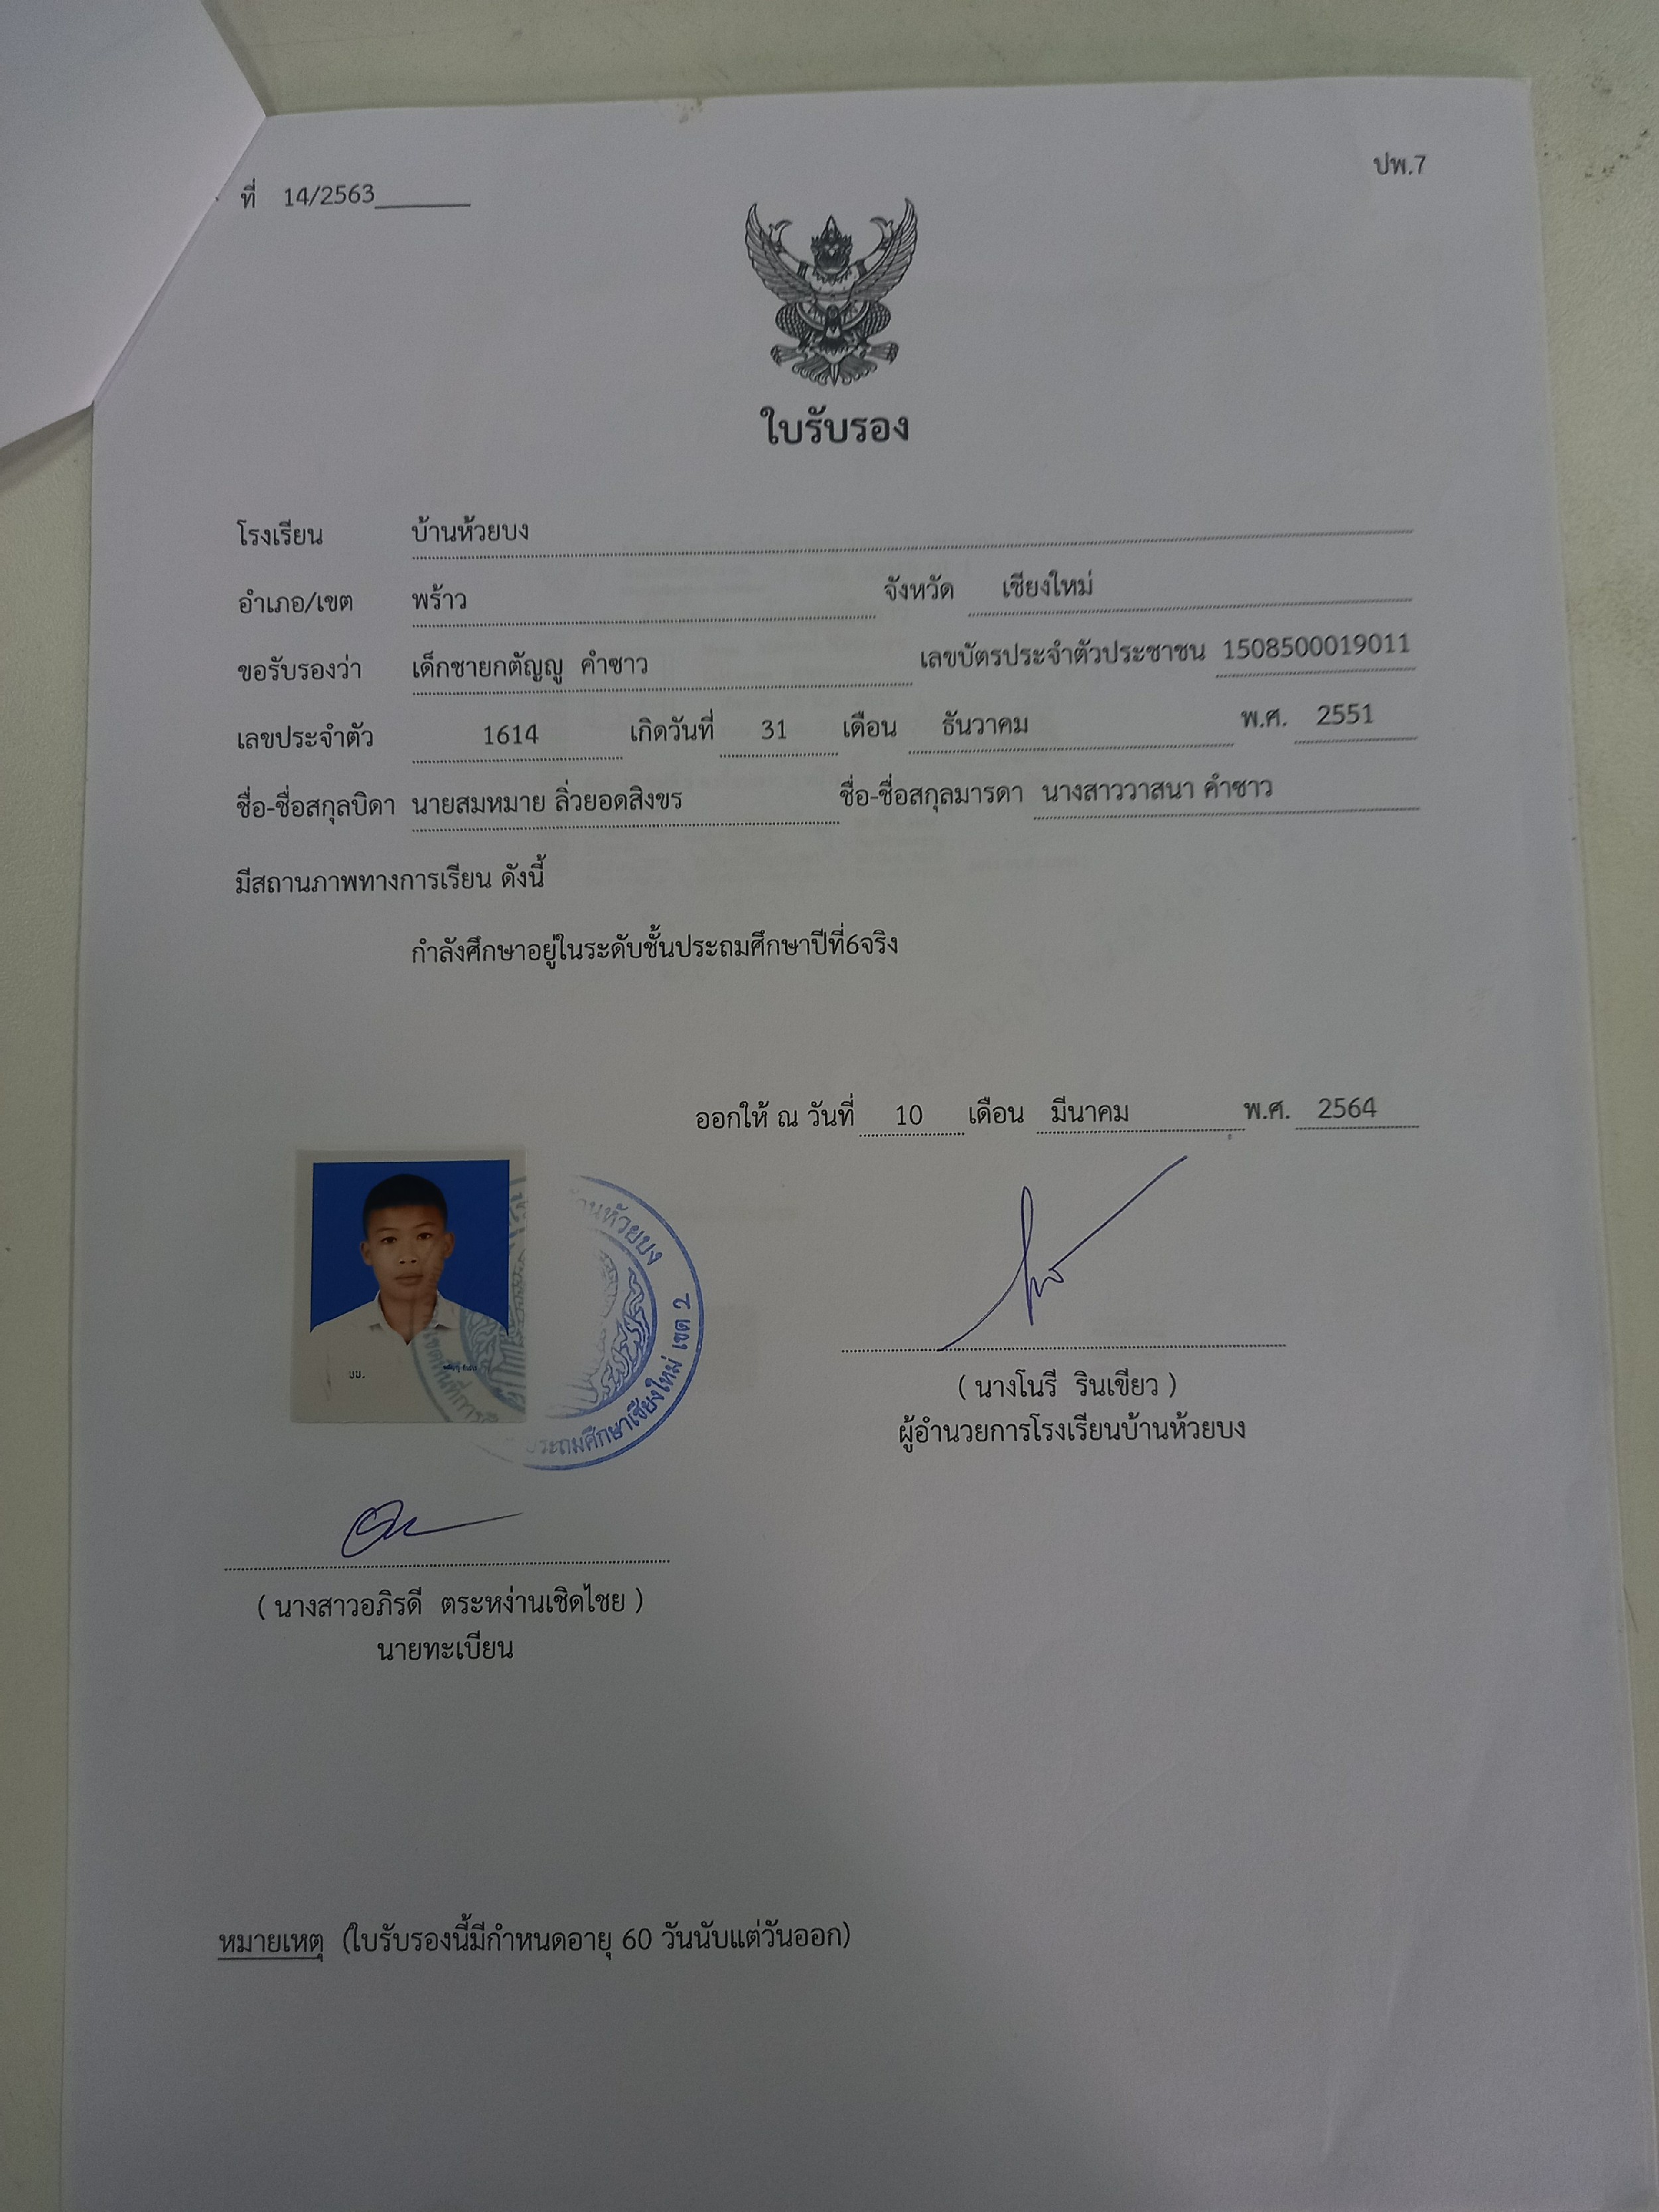 ปพ.7
ที่ 14/2563
ใบรับรอง
โรงเรียน บ้านห้วยบง
อำเภอ/เขต พร้าว จังหวัด เชียงใหม่
ขอรับรองว่า เด็กชายกตัญญู คำซาว เลขบัตรประจำตัวประชาชน 1508500019011
เลขประจำตัว 1614 เกิดวันที่ 31 เดือน ธันวาคม พ.ศ. 2551
ชื่อ-ชื่อสกุลบิดา นายสมหมาย ลิ่วยอดสิงขร ชื่อ-ชื่อสกุลมารดา นางสาววาสนา คำซาว
มีสถานภาพทางการเรียน ดังนี้
กำลังศึกษาอยู่ในระดับชั้นประถมศึกษาปีที่6จริง
ออกให้ ณ วันที่ 10 เดือน มีนาคม พ.ศ. 2564
บ้านห้วยบง
ประถมศึกษาเชียงใหม่ เขต 2
( นางโนรี รินเขียว )
ผู้อำนวยการโรงเรียนบ้านห้วยบง
( นางสาวอภิรดี ตระหง่านเชิดไชย )
นายทะเบียน
หมายเหตุ (ใบรับรองนี้มีกำหนดอายุ 60 วันนับแต่วันออก)